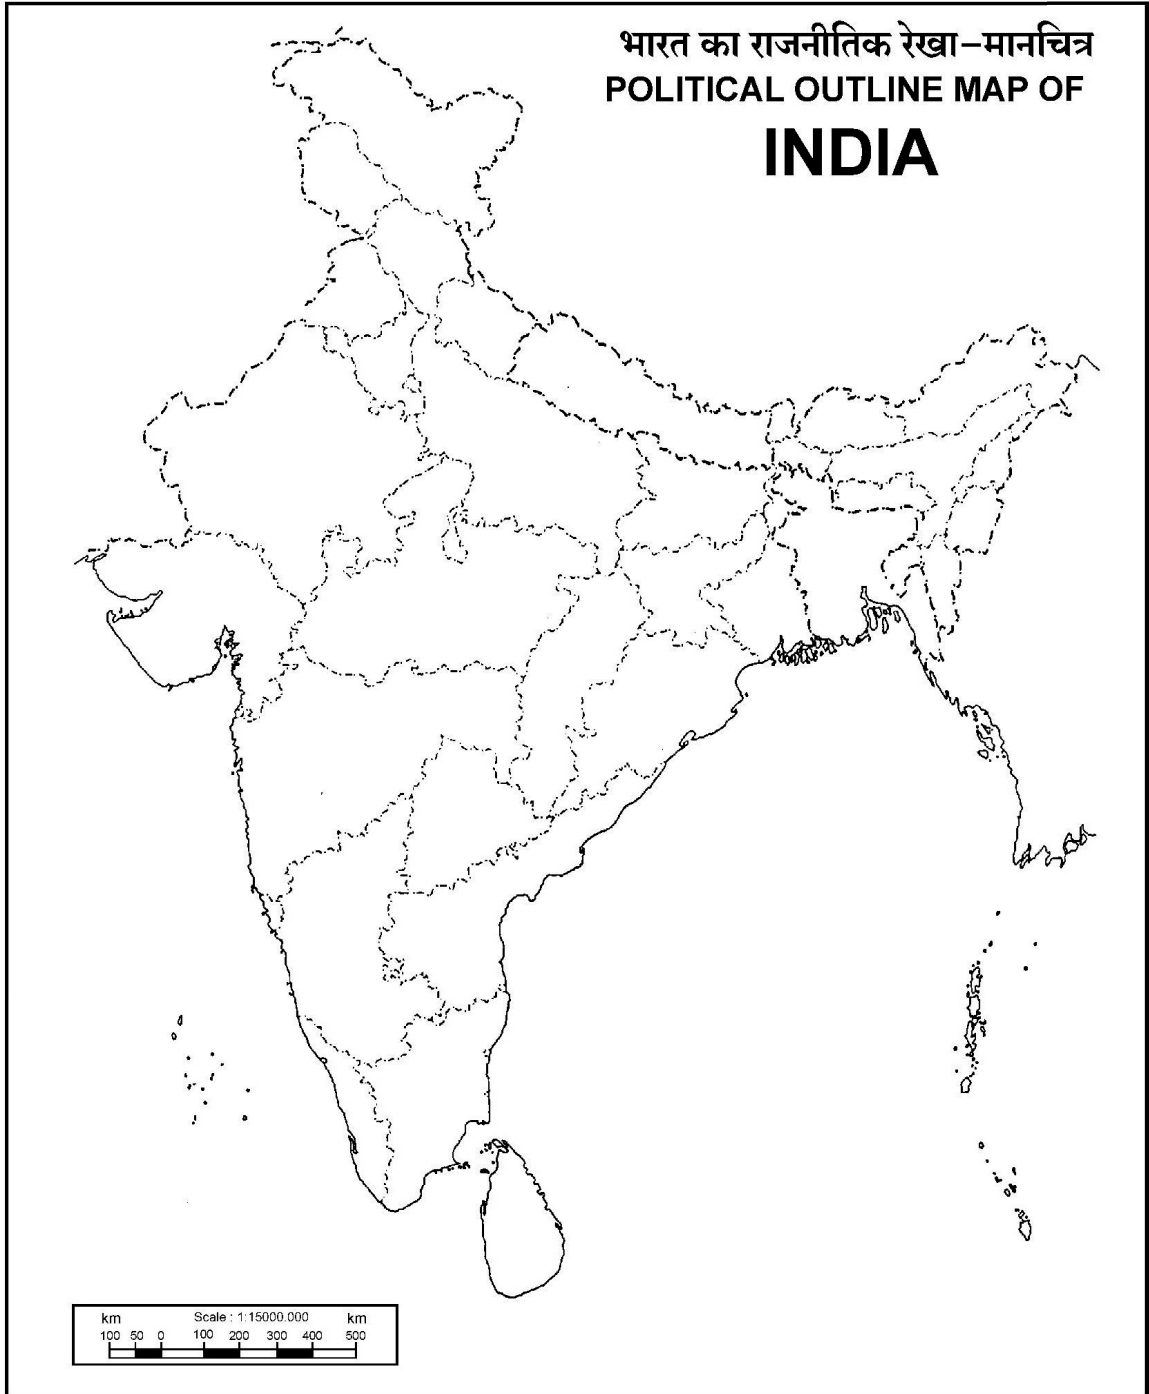 भारत का राजनीतिक रेखा-मानचित्र
POLITICAL OUTLINE MAP OF
INDIA
km Scale : 1:15000.000 km
100 50 0 100 200 300 400 500